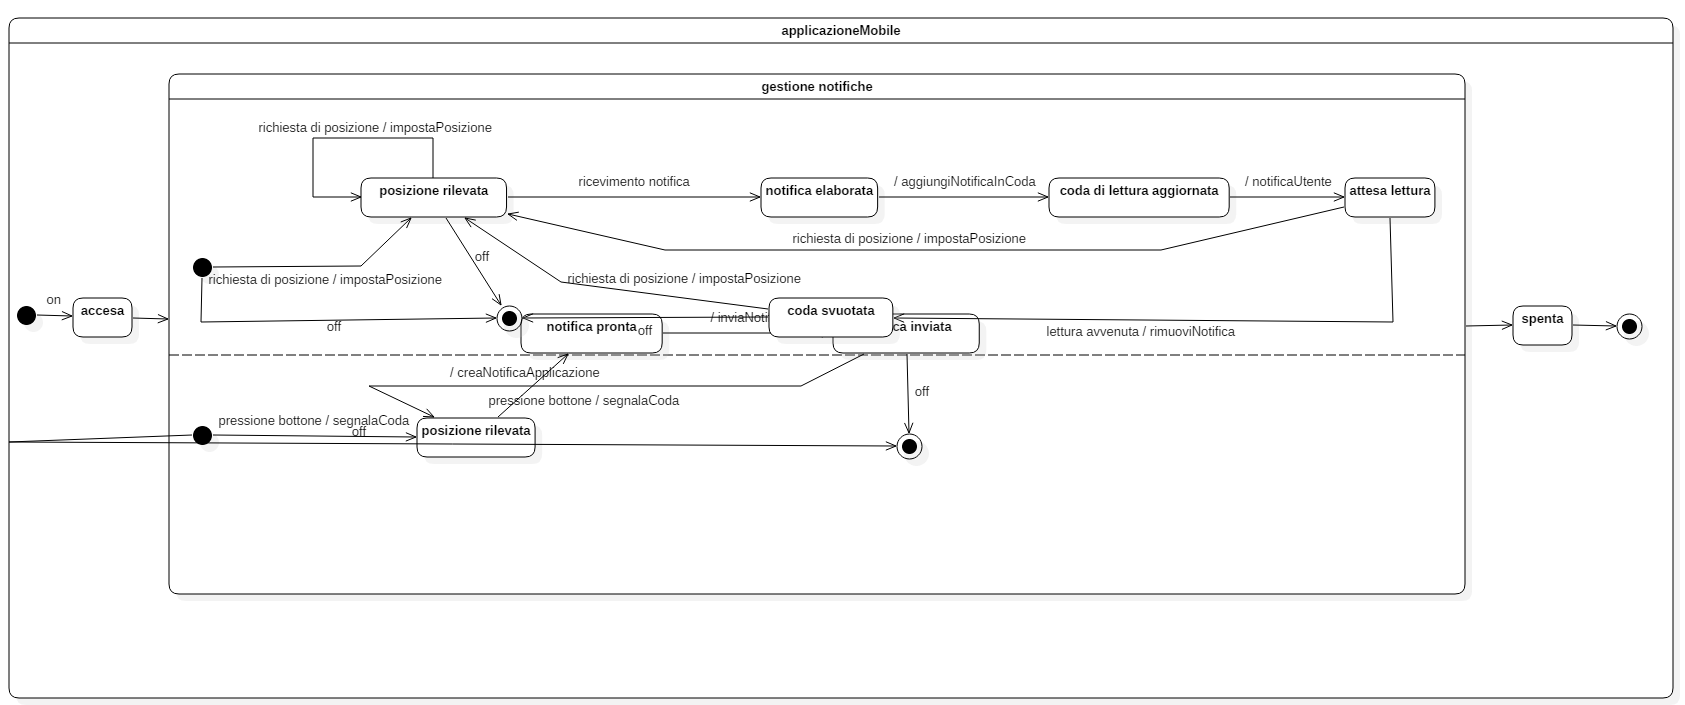 applicazioneMobile
gestione notifiche
richiesta di posizione / impostaPosizione
posizione rilevata
ricevimento notifica
notifica elaborata
/ aggiungiNotificaInCoda
coda di lettura aggiornata
/ notificaUtente
attesa lettura
richiesta di posizione / impostaPosizione
off
richiesta di posizione / impostaPosizione
richiesta di posizione / impostaPosizione
on
accesa
coda svuotata
off
notifica pronta
off
/
inviata
lettura avvenuta / rimuoviNotifica
spenta
/ creaNotificaApplicazione
off
pressione bottone / segnalaCoda
pressione bottone / segnalaCoda
off
posizione rilevata